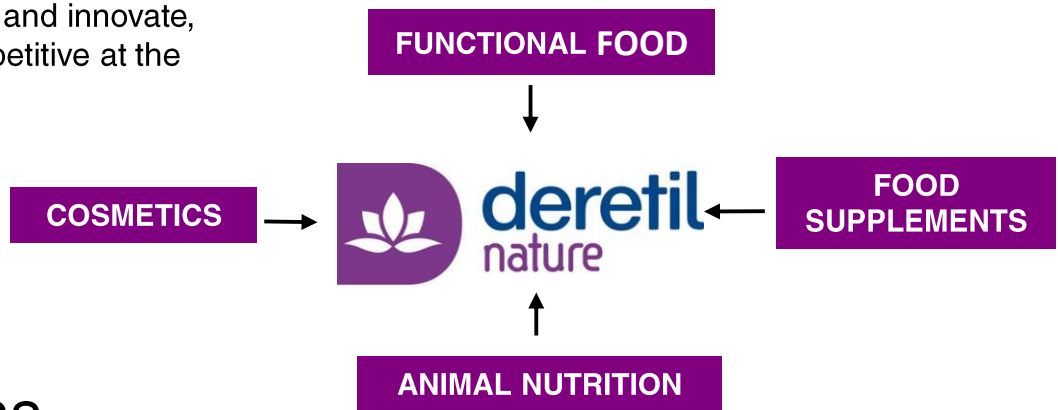 and innovate,
petitive at the
FUNCTIONAL FOOD
COSMETICS
deretil
nature
FOOD
SUPPLEMENTS
ANIMAL NUTRITION